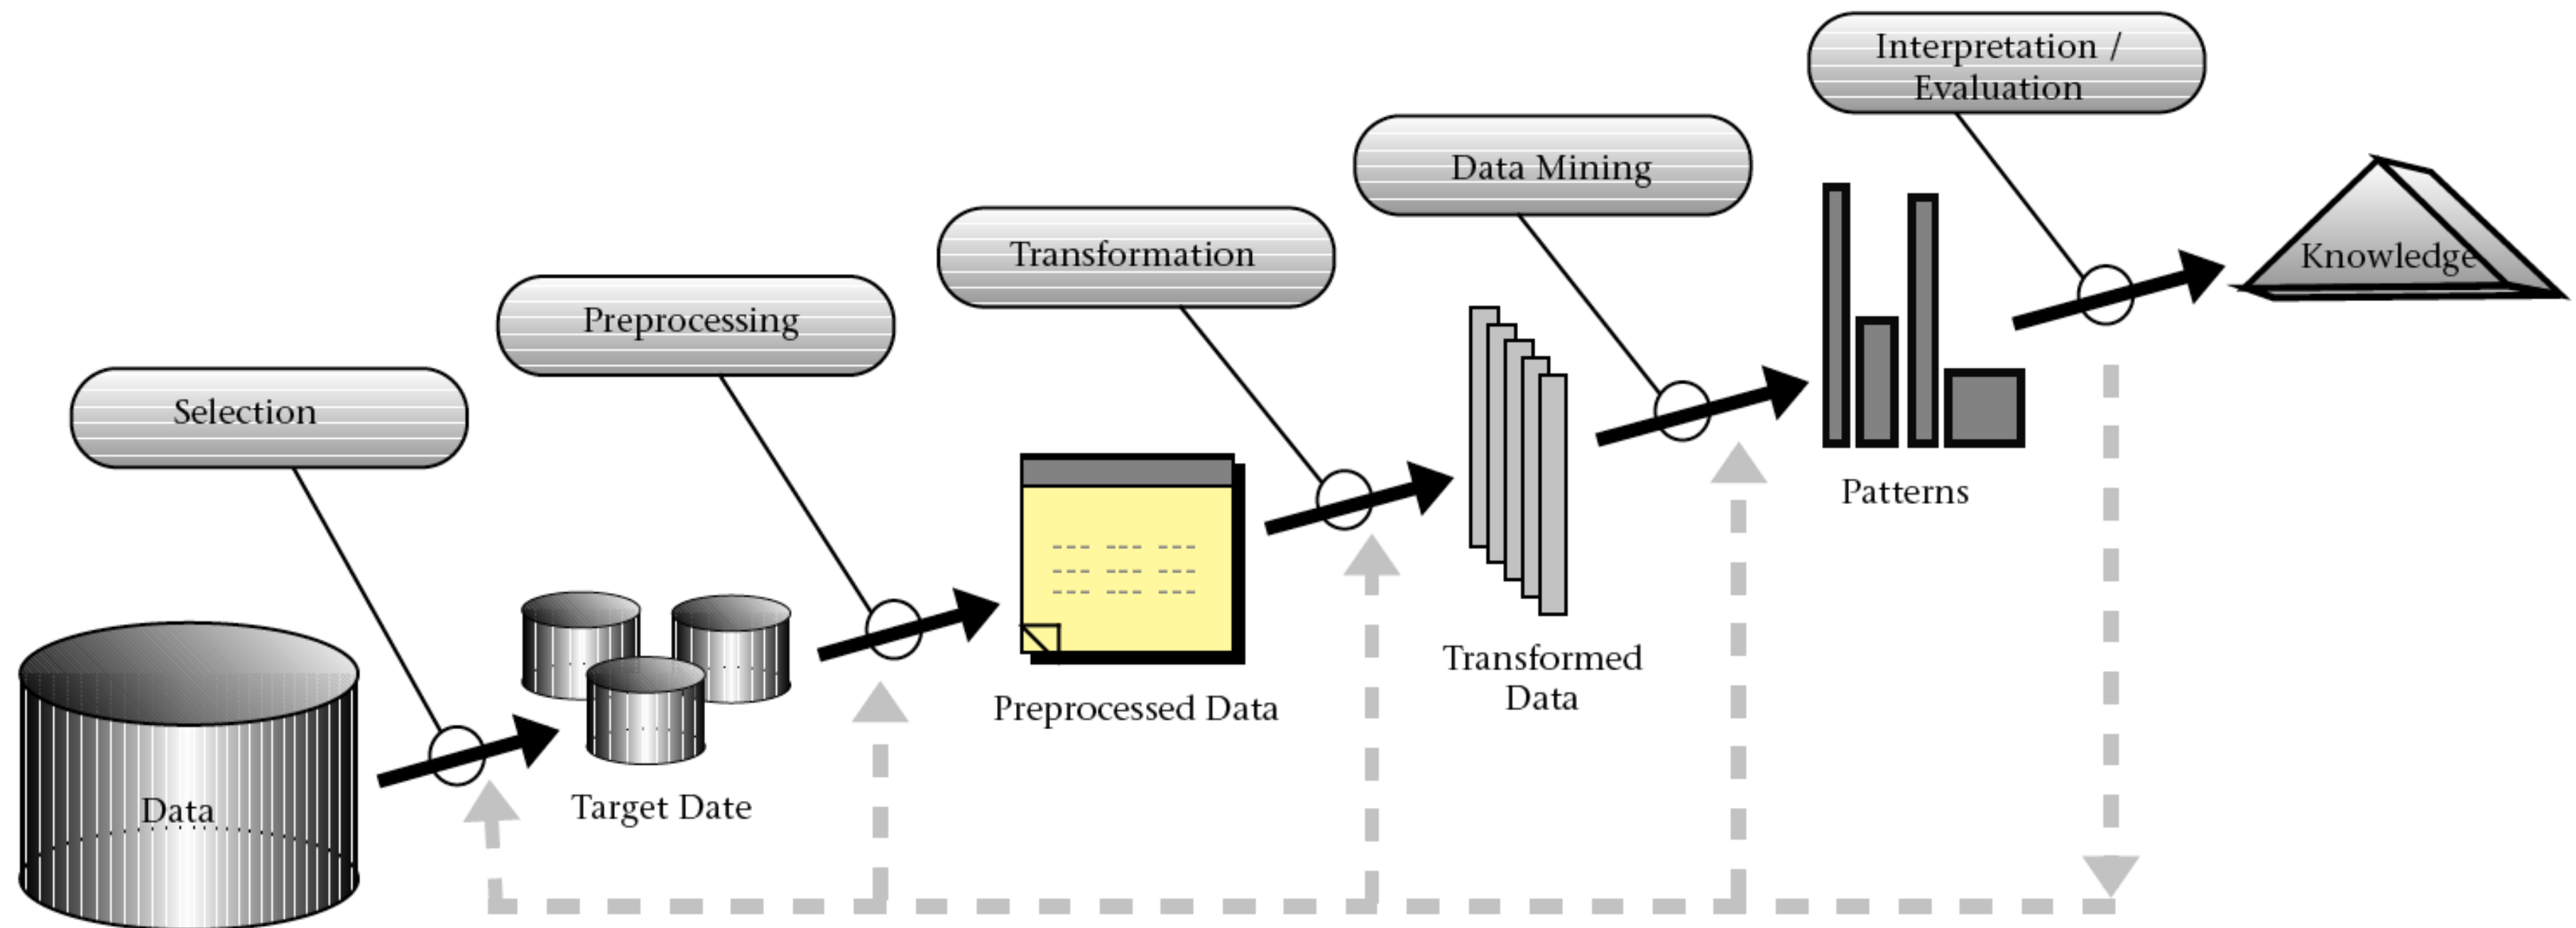 Interpretation /
Evaluation
Data Mining
Transformation
Preprocessing
Selection
Knowledge
Patterns
Transformed
Data
Preprocessed Data
Target Date
Data